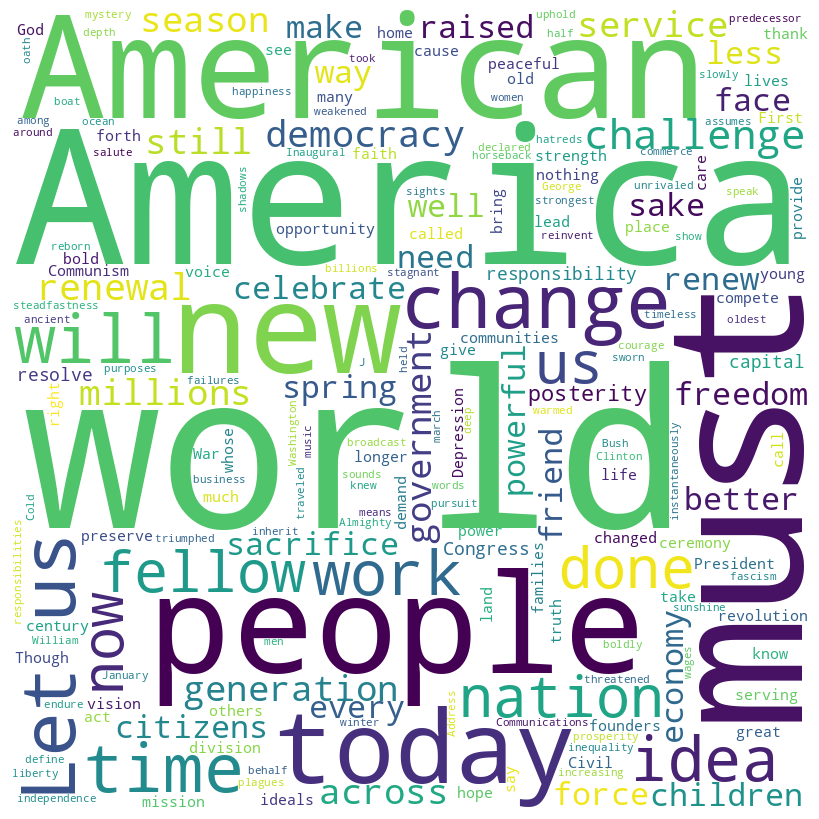 American
America
world
people
must
new
today
change
God
mystery
season
make
home
raised
uphold
service
predecessor
oath
depth
see
cause
half
thank
took
way
peaceful
less
boat
happiness
many
old
slowly
lives
among
ocean
weakened
women
face
assumes
First
around
forth
still
democracy
declared
hatreds
challenge
salute
Inaugural
faith
horseback
strength
commerce
care
shadows
sights
nothing
George
unrivaled
speak
well
bring
strongest
sake
provide
opportunity
called
lead
place
show
reborn
bold
voice
reinvent
Communism
billions
stagnant
responsibility
renew
young
renewal
celebrate
need
compete
steadfastness
ancient
timeless
oldest
will
J
held
communities
courage
us
sworn
give
resolve
purposes
failures
government
powerful
capital
right
millions
spring
march
posterity
freedom
Depression
warmed
deep
War
whose
Washington
music
broadcast
longer
friend
Bush
Clinton
call
business
sounds
knew
life
instantaneously
much
traveled
words
pursuit
better
Cold
inherit
means
Almighty
demand
power
preserve
triumphed
sacrifice
Congress
changed
ceremony
responsibilities
Let us
fellow
work
families
done
President
fascism
now
land
truth
take
sunshine
century
William
men
boldly
revolution
economy
wages
Though
January
generation
nation
threatened
know
endure
vision
act
others
every
serving
citizens
winter
Address
Communications
founders
great
define
division
prosperity
inequality
Civil
liberty
time
behalf
say
increasing
idea
independence
plagues
mission
ideals
across
hope
force
children